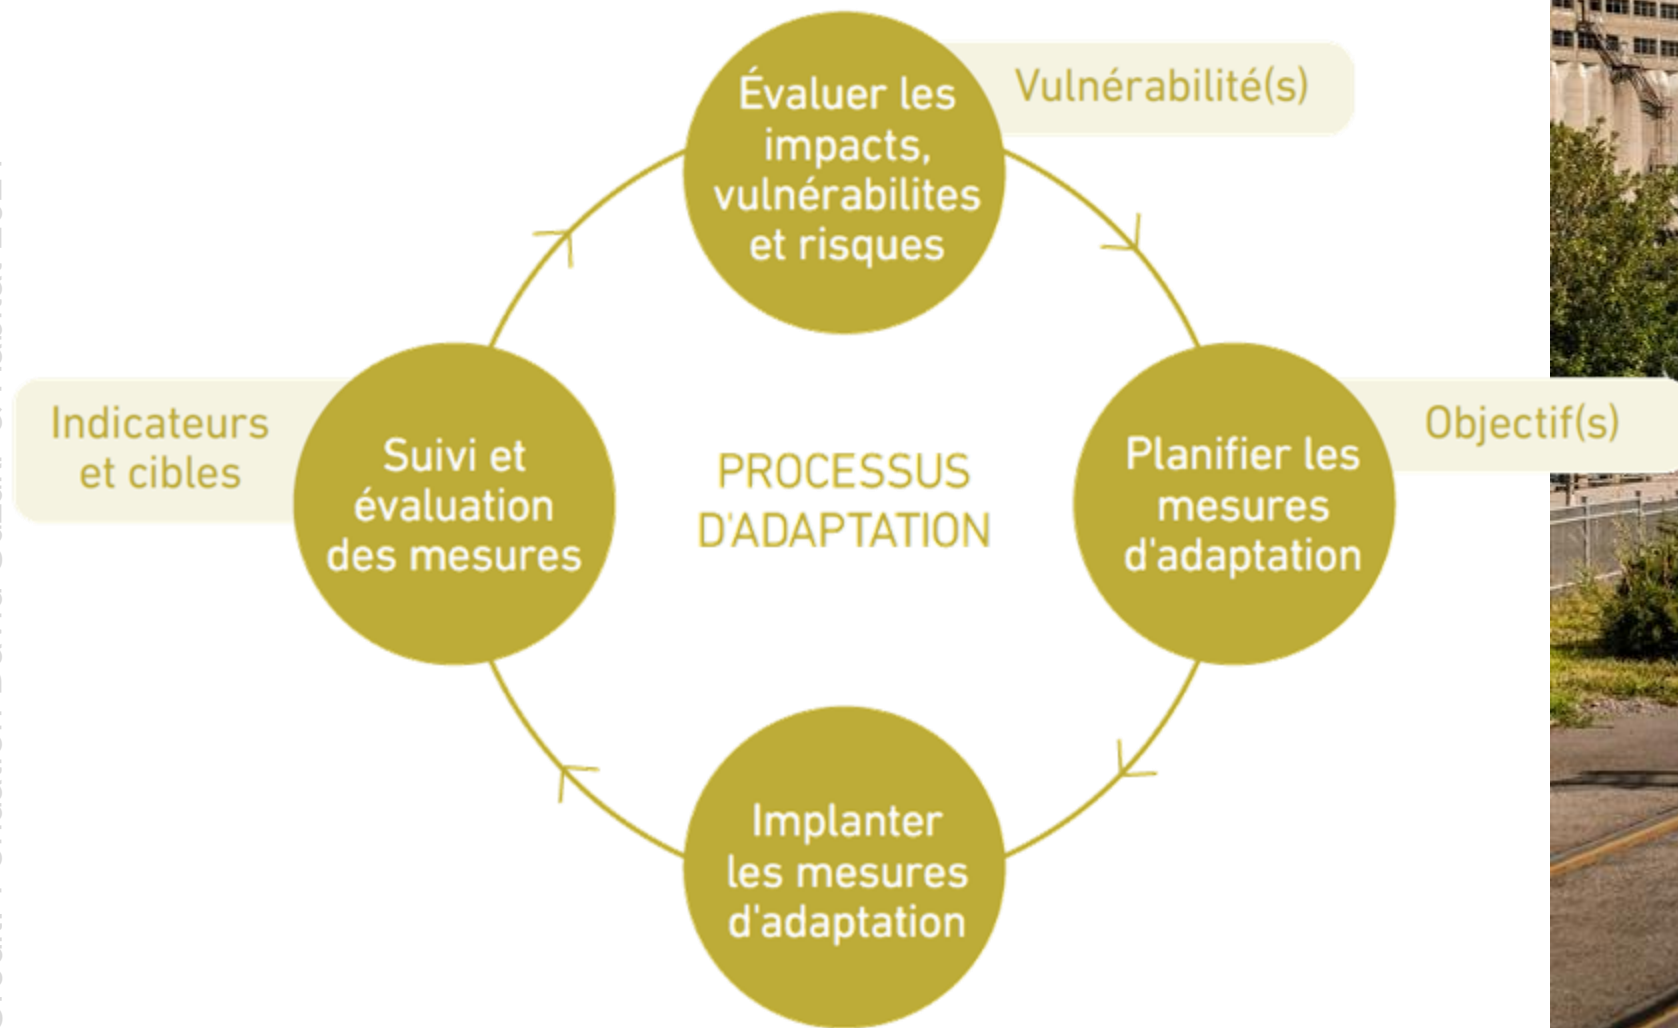 Évaluer les
impacts,
vulnérabilites
et risques
Vulnérabilité(s)
Planifier les
mesures
d'adaptation
Objectif(s)
Implanter
les mesures
d'adaptation
Suivi et
évaluation
des mesures
Indicateurs
et cibles
PROCESSUS
D'ADAPTATION